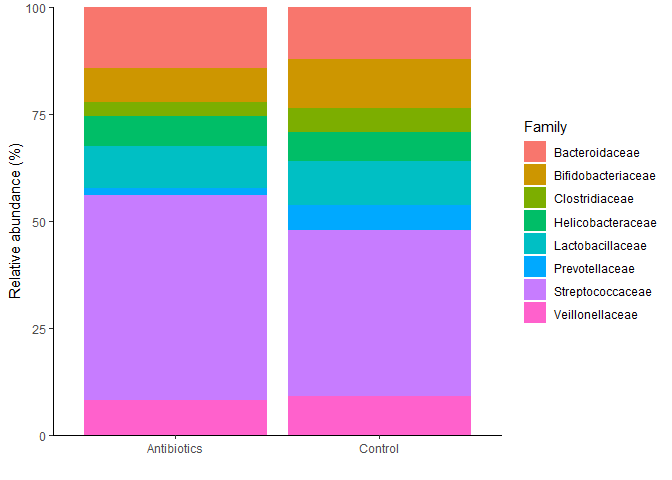 100
75
50
25
0
Relative abundance (%)
Antibiotics
Control
Family
Bacteroidaceae
Bifidobacteriaceae
Clostridiaceae
Helicobacteraceae
Lactobacillaceae
Prevotellaceae
Streptococcaceae
Veillonellaceae